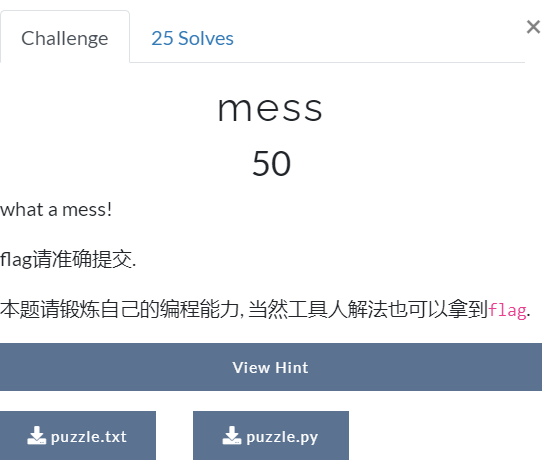 Challenge
25 Solves
×
mess
50
what a mess!
flag请准确提交.
本题请锻炼自己的编程能力, 当然工具人解法也可以拿到flag.
View Hint
puzzle.txt
puzzle.py